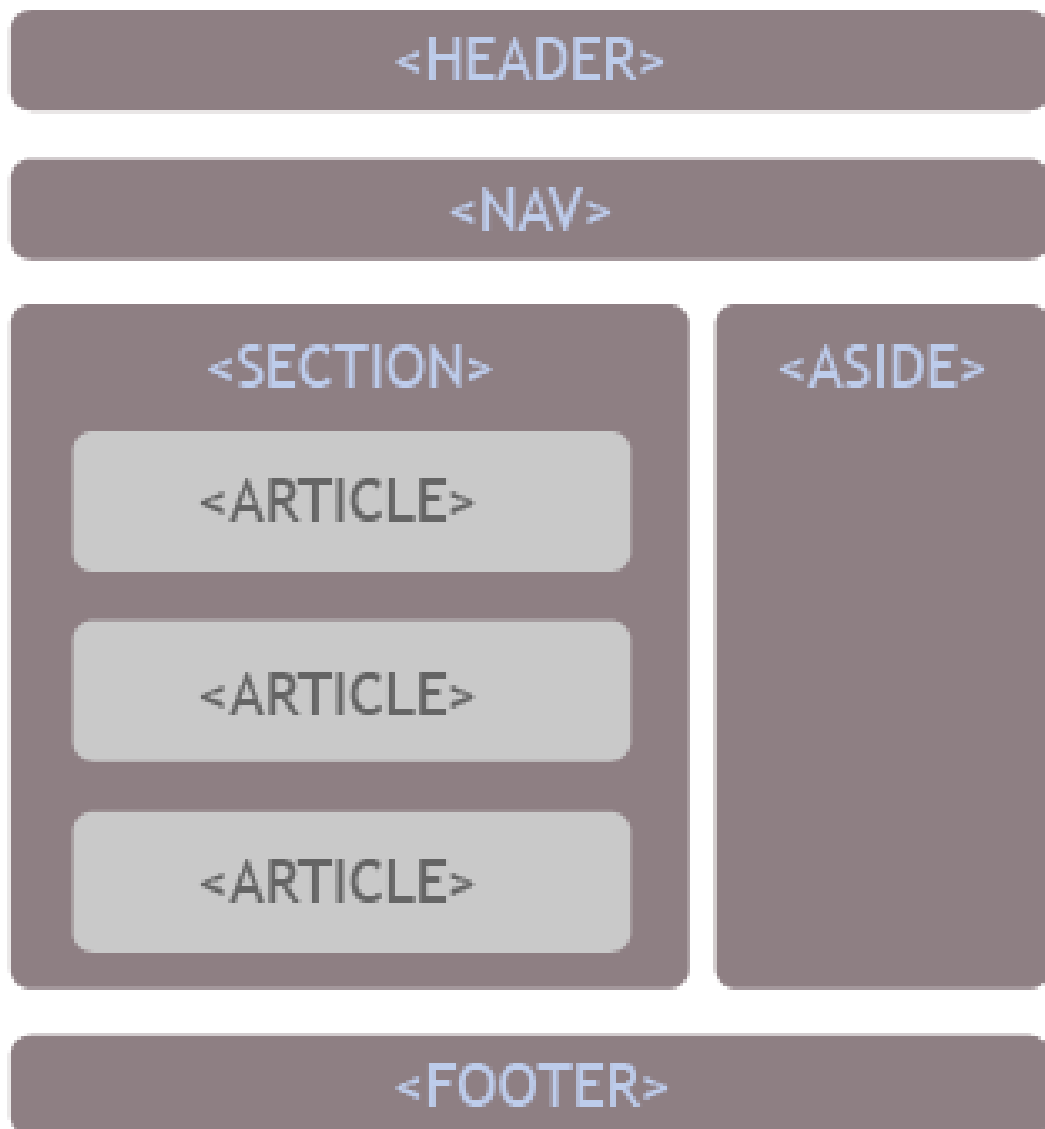 <HEADER>
<NAV>
<SECTION>
<ARTICLE>
<ARTICLE>
<ARTICLE>
<ASIDE>
<FOOTER>